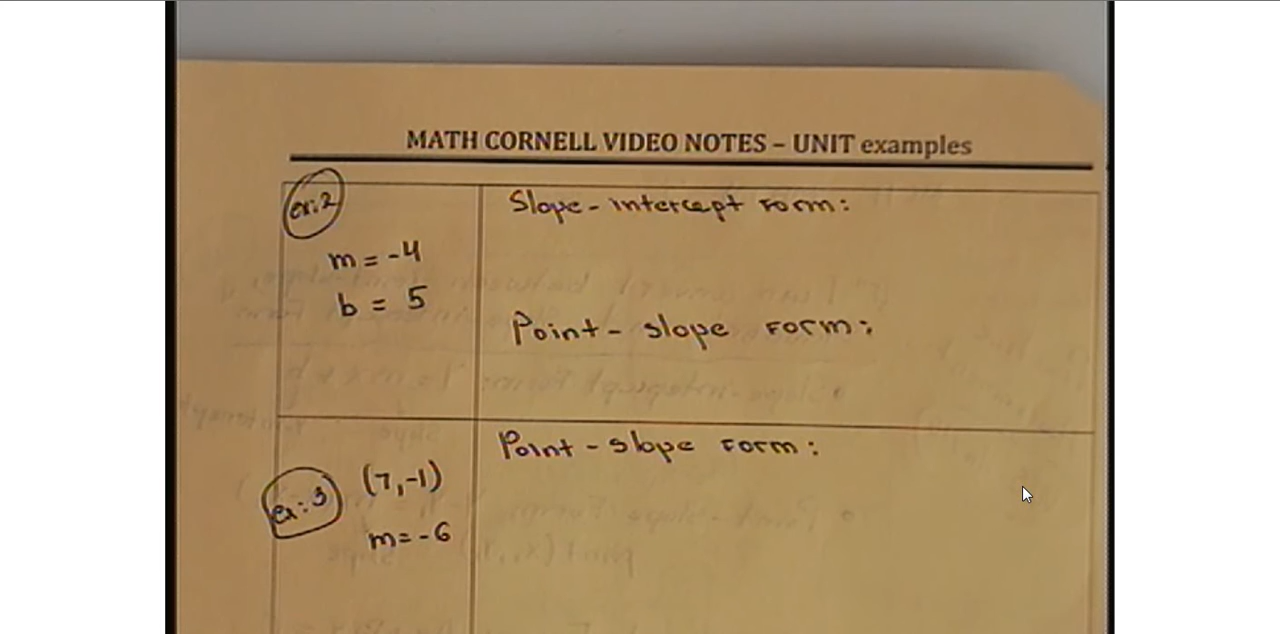 MATH CORNELL VIDEO NOTES – UNIT examples
ex:2
Slope-intercept Form:
m = -4
b = 5
Point-slope Form:
Point-slope Form:
ex:3
(7,-1)
m=-6